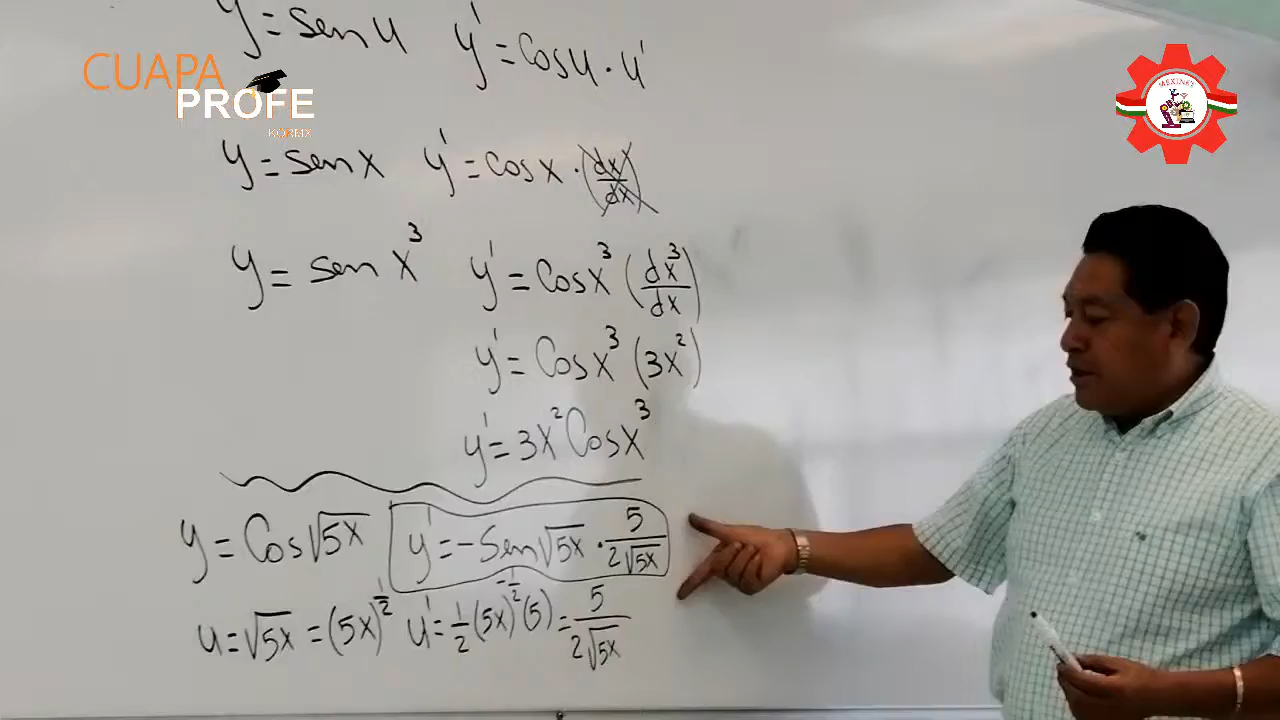 y = sen u   y' = cos u · u'
CUAPA
PROFE
KOREX
MEXINET
y = sen x   y' = cos x · (dx/dx)
y = sen x³   y' = Cos x³ (dx³/dx)
y' = Cos x³ (3x²)
y' = 3x² Cos x³
y = Cos √5x   y' = -Sen √5x · 5/2√5x
u = √5x = (5x)^1/2   u' = 1/2 (5x)^-1/2 (5) = 5/2√5x